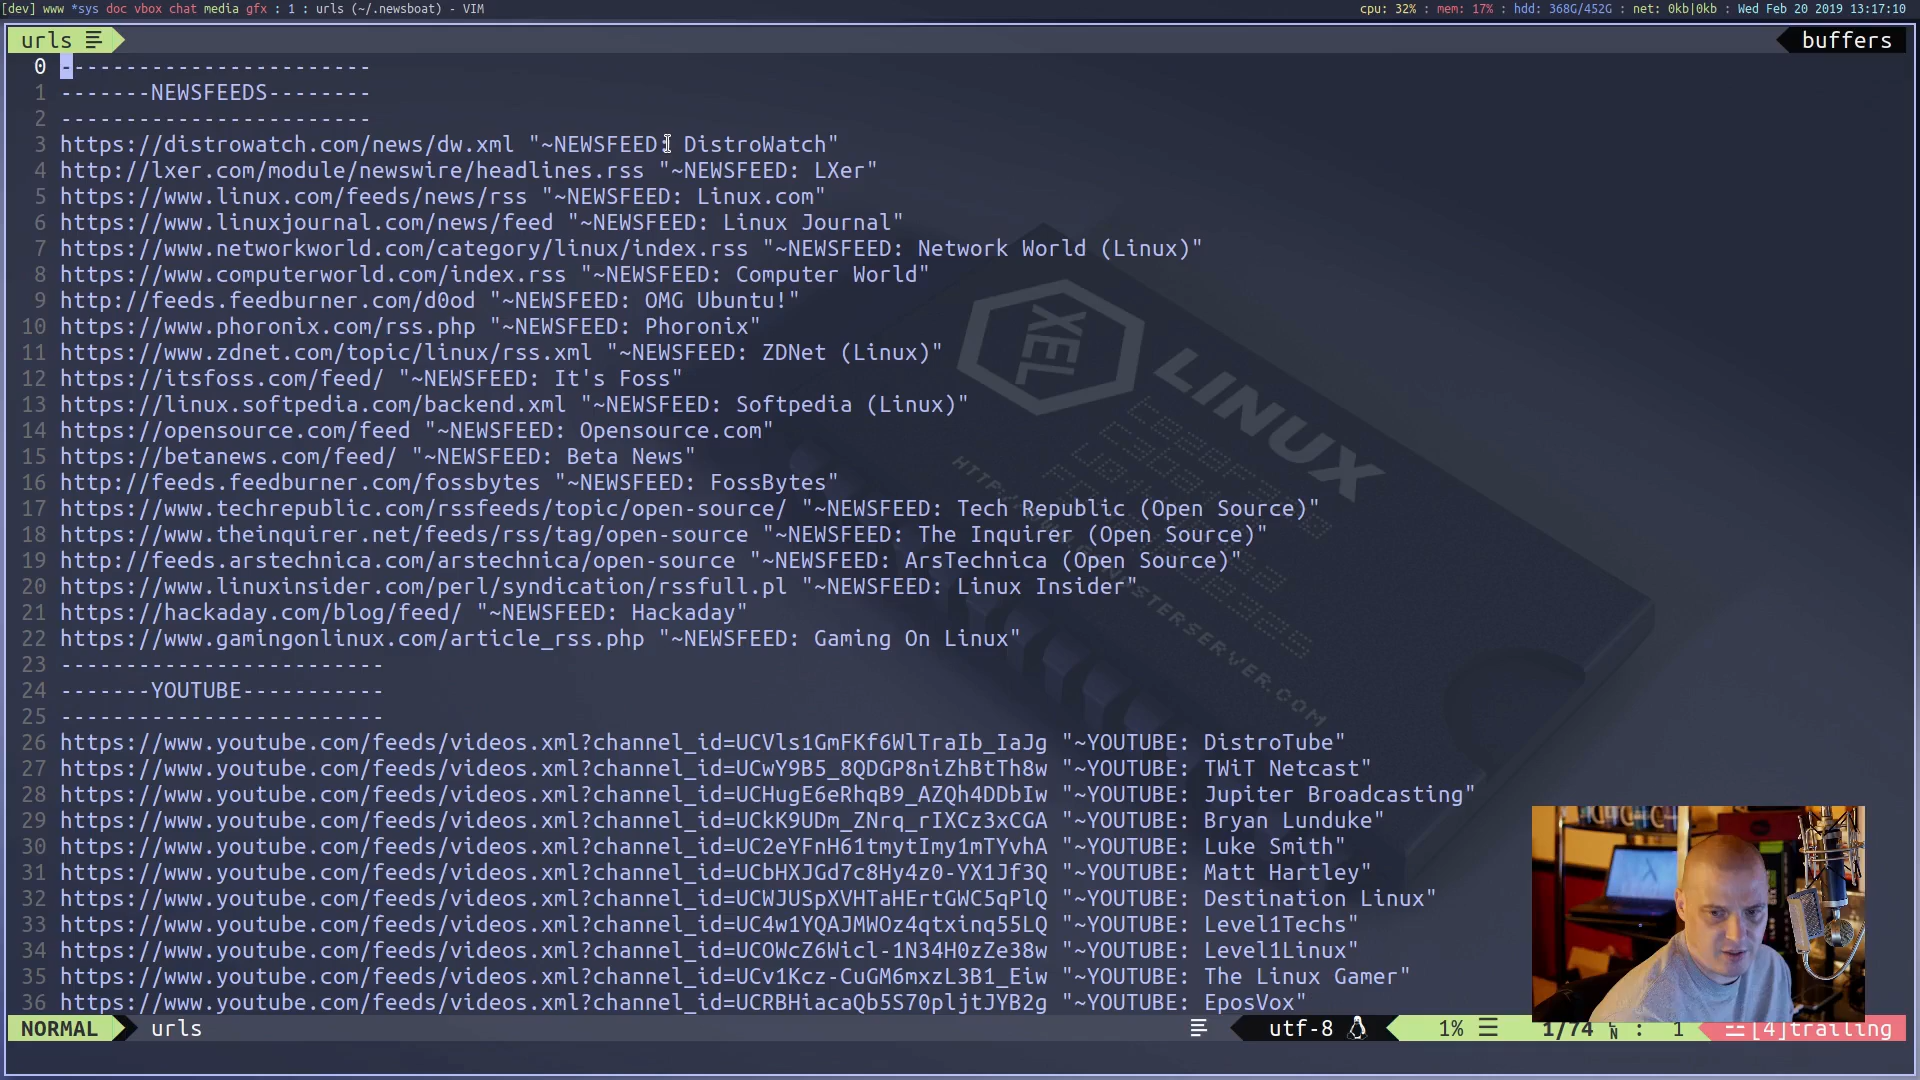 [dev] www *sys doc vbox chat media gfx : 1 : urls (~/.newsboat) - VIM
cpu: 32% : mem: 17% : hdd: 368G/452G : net: 0kb|0kb : Wed Feb 20 2019 13:17:10
urls
buffers
0 ------------------------
1 -------NEWSFEEDS--------
2 ------------------------
3 https://distrowatch.com/news/dw.xml "~NEWSFEED: DistroWatch"
4 http://lxer.com/module/newswire/headlines.rss "~NEWSFEED: LXer"
5 https://www.linux.com/feeds/news/rss "~NEWSFEED: Linux.com"
6 https://www.linuxjournal.com/news/feed "~NEWSFEED: Linux Journal"
7 https://www.networkworld.com/category/linux/index.rss "~NEWSFEED: Network World (Linux)"
8 https://www.computerworld.com/index.rss "~NEWSFEED: Computer World"
9 http://feeds.feedburner.com/d0od "~NEWSFEED: OMG Ubuntu!"
10 https://www.phoronix.com/rss.php "~NEWSFEED: Phoronix"
11 https://www.zdnet.com/topic/linux/rss.xml "~NEWSFEED: ZDNet (Linux)"
12 https://itsfoss.com/feed/ "~NEWSFEED: It's Foss"
13 https://linux.softpedia.com/backend.xml "~NEWSFEED: Softpedia (Linux)"
14 https://opensource.com/feed "~NEWSFEED: Opensource.com"
15 https://betanews.com/feed/ "~NEWSFEED: Beta News"
16 http://feeds.feedburner.com/fossbytes "~NEWSFEED: FossBytes"
17 https://www.techrepublic.com/rssfeeds/topic/open-source/ "~NEWSFEED: Tech Republic (Open Source)"
18 https://www.theinquirer.net/feeds/rss/tag/open-source "~NEWSFEED: The Inquirer (Open Source)"
19 http://feeds.arstechnica.com/arstechnica/open-source "~NEWSFEED: ArsTechnica (Open Source)
20 https://www.linuxinsider.com/perl/syndication/rssfull.pl "~NEWSFEED: Linux Insider"
21 https://hackaday.com/blog/feed/ "~NEWSFEED: Hackaday"
22 https://www.gamingonlinux.com/article_rss.php "~NEWSFEED: Gaming On Linux"
23 -------------------------
24 -------YOUTUBE-----------
25 -------------------------
26 https://www.youtube.com/feeds/videos.xml?channel_id=UCVls1GmFKf6WlTraIb_IaJg "~YOUTUBE: DistroTube"
27 https://www.youtube.com/feeds/videos.xml?channel_id=UCwY9B5_8QDGP8niZhBtTh8w "~YOUTUBE: TWiT Netcast"
28 https://www.youtube.com/feeds/videos.xml?channel_id=UCHugE6eRhqB9_AZQh4DDbIw "~YOUTUBE: Jupiter Broadcasting"
29 https://www.youtube.com/feeds/videos.xml?channel_id=UCkK9UDm_ZNrq_rIXCz3xCGA "~YOUTUBE: Bryan Lunduke"
30 https://www.youtube.com/feeds/videos.xml?channel_id=UC2eYFnH61tmytImy1mTYvhA "~YOUTUBE: Luke Smith"
31 https://www.youtube.com/feeds/videos.xml?channel_id=UCbHXJGd7c8Hy4z0-YX1Jf3Q "~YOUTUBE: Matt Hartley"
32 https://www.youtube.com/feeds/videos.xml?channel_id=UCWJUSpXVHTaHErtGWC5qPlQ "~YOUTUBE: Destination Linux"
33 https://www.youtube.com/feeds/videos.xml?channel_id=UC4w1YQAJMWOz4qtxinq55LQ "~YOUTUBE: Level1Techs"
34 https://www.youtube.com/feeds/videos.xml?channel_id=UCOWcZ6Wicl-1N34H0zZe38w "~YOUTUBE: Level1Linux"
35 https://www.youtube.com/feeds/videos.xml?channel_id=UCv1Kcz-CuGM6mxzL3B1_Eiw "~YOUTUBE: The Linux Gamer"
36 https://www.youtube.com/feeds/videos.xml?channel_id=UCRBHiacaQb5S70pljtJYB2g "~YOUTUBE: EposVox"
XEL
LINUX
NORMAL urls
utf-8 1% 1/74 LN : 1 [4]trailing